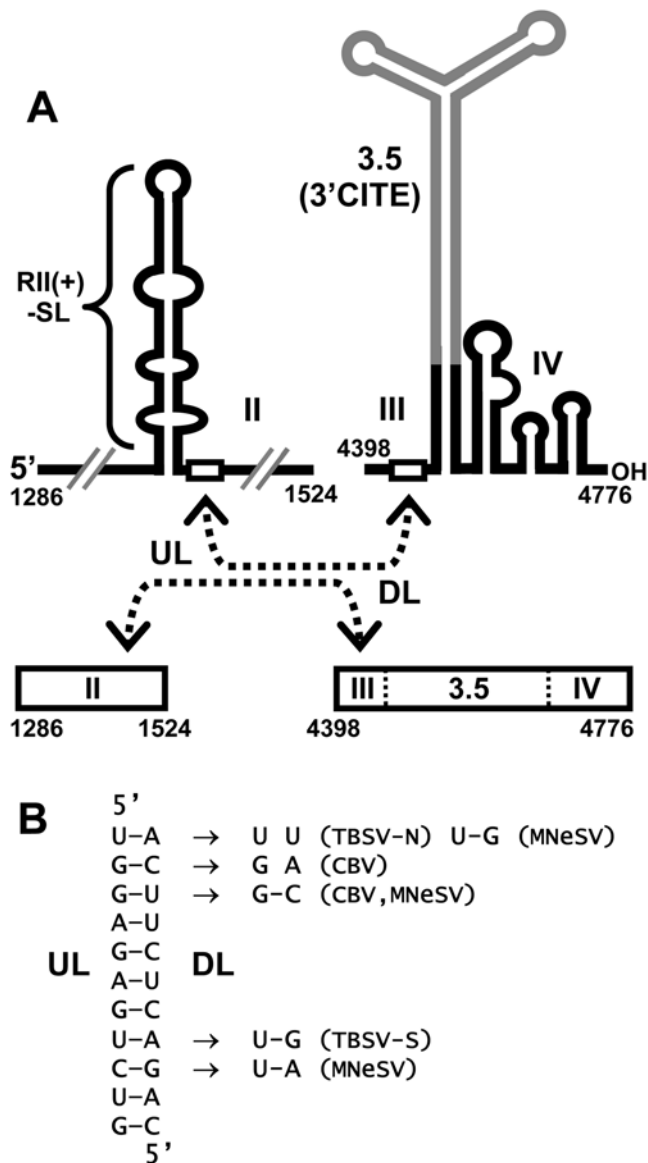 A
3.5
(3'CITE)
RII(+)
-SL
II
III
IV
4398
5'
OH
1286
1524
4776
UL
DL
II
III
3.5
IV
1286
1524
4398
4776
B
5'
U–A → U U (TBSV-N) U-G (MNeSV)
G–C → G A (CBV)
G–U → G–C (CBV,MNeSV)
A–U
G–C
UL
DL
A–U
G–C
U–A → U-G (TBSV-S)
C–G → U-A (MNeSV)
U–A
G–C
5'